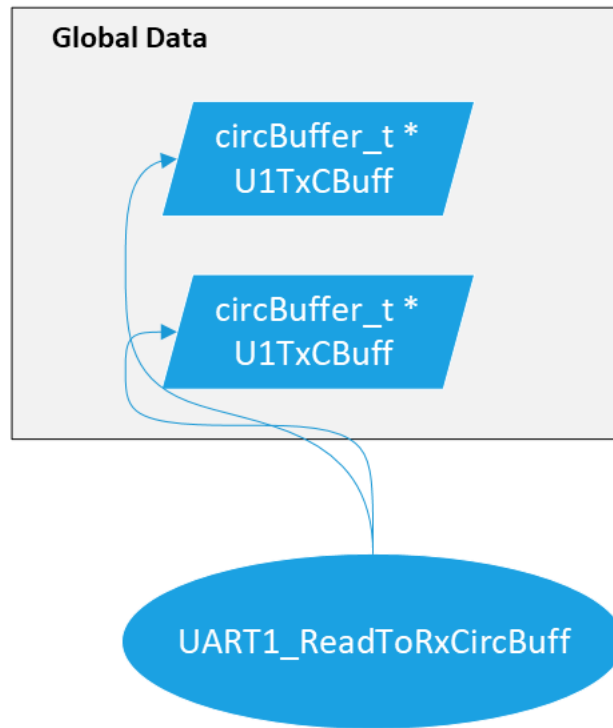 Global Data
circBuffer_t *
U1TxCBuff
circBuffer_t *
U1TxCBuff
UART1_ReadToRxCircBuff